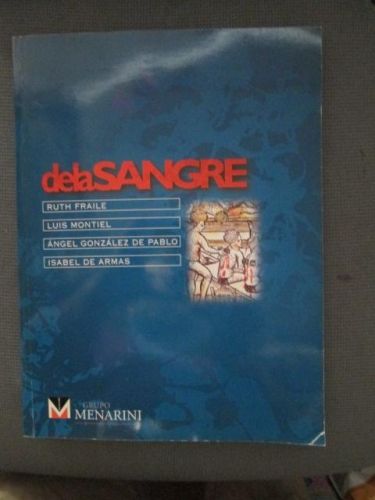 delaSANGRE
RUTH FRAILE
LUIS MONTIEL
ÁNGEL GONZÁLEZ DE PABLO
ISABEL DE ARMAS
GRUPO
MENARINI